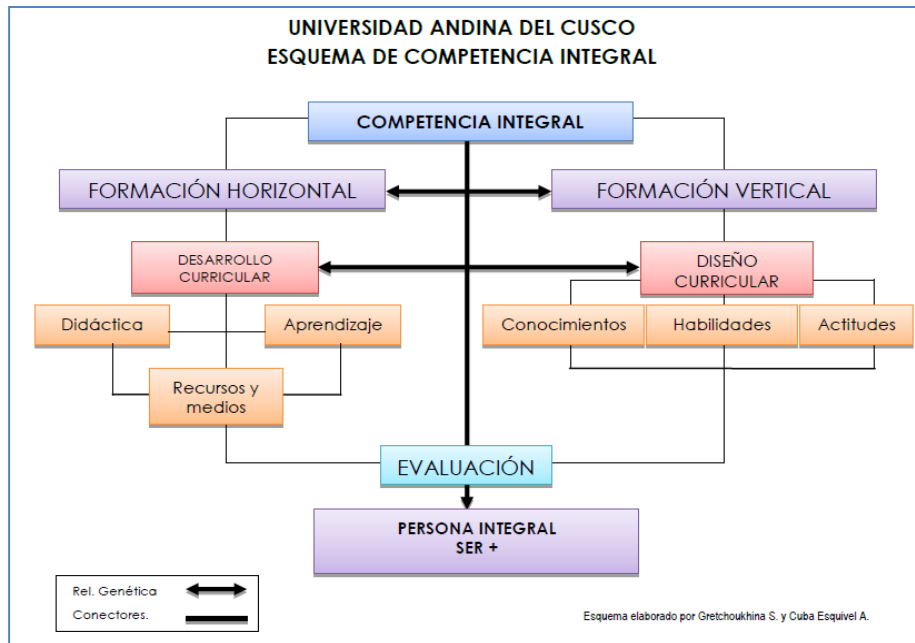 UNIVERSIDAD ANDINA DEL CUSCO
ESQUEMA DE COMPETENCIA INTEGRAL
COMPETENCIA INTEGRAL
FORMACIÓN HORIZONTAL
FORMACIÓN VERTICAL
DESARROLLO
CURRICULAR
DISEÑO
CURRICULAR
Didáctica
Aprendizaje
Conocimientos
Habilidades
Actitudes
Recursos y
medios
EVALUACIÓN
PERSONA INTEGRAL
SER +
Rel. Genética
Conectores.
Esquema elaborado por Gretchoukhina S. y Cuba Esquivel A.